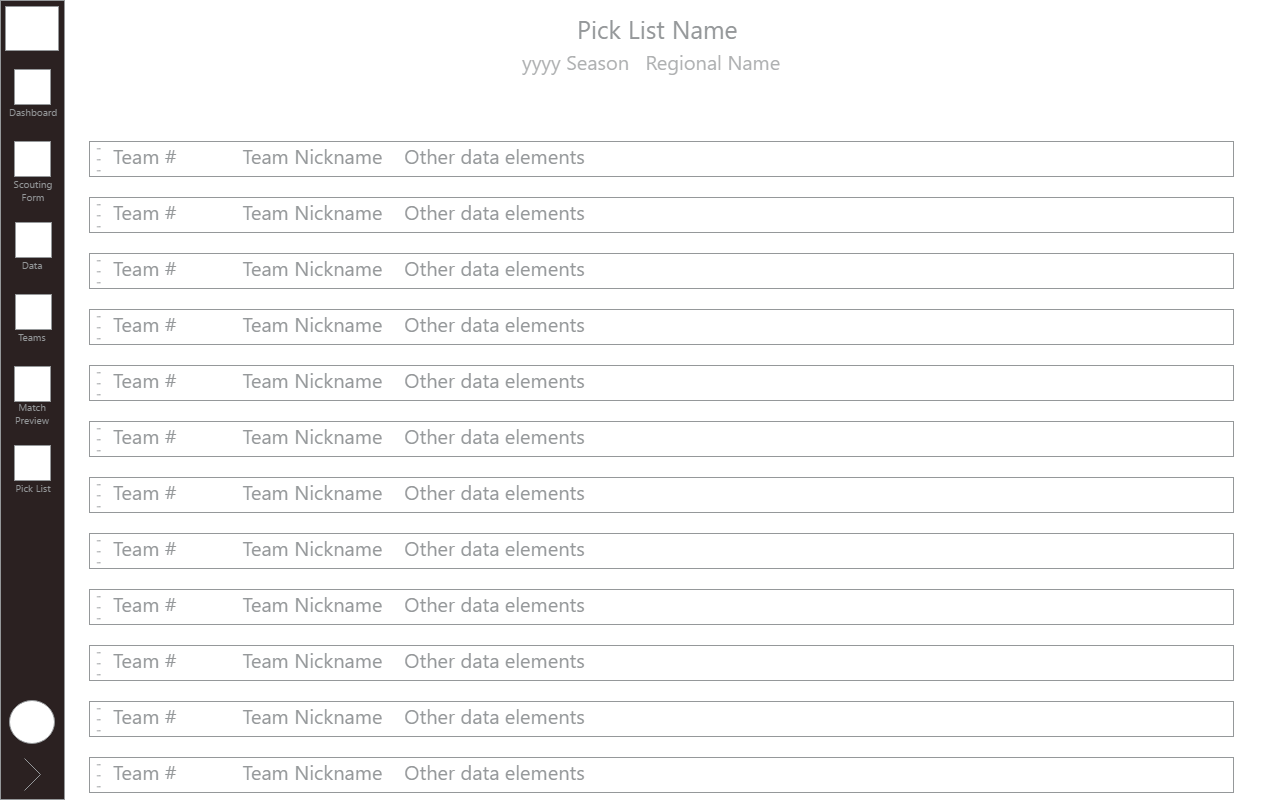 Pick List Name
yyyy Season Regional Name
Dashboard
Scouting
Form
Data
Teams
Match
Preview
Pick List
Team # Team Nickname Other data elements
Team # Team Nickname Other data elements
Team # Team Nickname Other data elements
Team # Team Nickname Other data elements
Team # Team Nickname Other data elements
Team # Team Nickname Other data elements
Team # Team Nickname Other data elements
Team # Team Nickname Other data elements
Team # Team Nickname Other data elements
Team # Team Nickname Other data elements
Team # Team Nickname Other data elements
Team # Team Nickname Other data elements